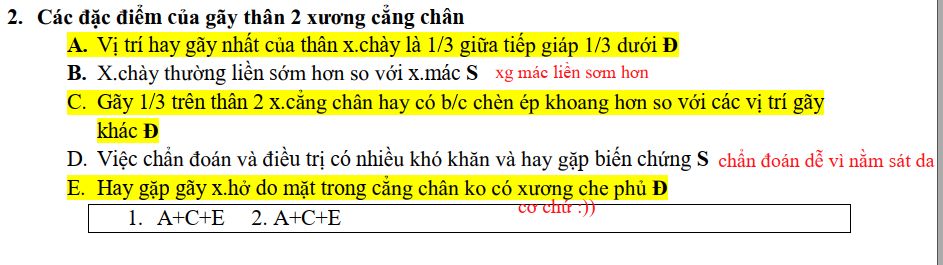 2. Các đặc điểm của gãy thân 2 xương cẳng chân
A. Vị trí hay gãy nhất của thân x.chày là 1/3 giữa tiếp giáp 1/3 dưới Đ
B. X.chày thường liền sớm hơn so với x.mác S xg mác liền sơm hơn
C. Gãy 1/3 trên thân 2 x.cẳng chân hay có b/c chèn ép khoang hơn so với các vị trí gãy
khác Đ
D. Việc chẩn đoán và điều trị có nhiều khó khăn và hay gặp biến chứng S chẩn đoán dễ vì nằm sát da
E. Hay gặp gãy x.hở do mặt trong cẳng chân ko có xương che phủ Đ
cơ chứ :))
1. A+C+E 2. A+C+E